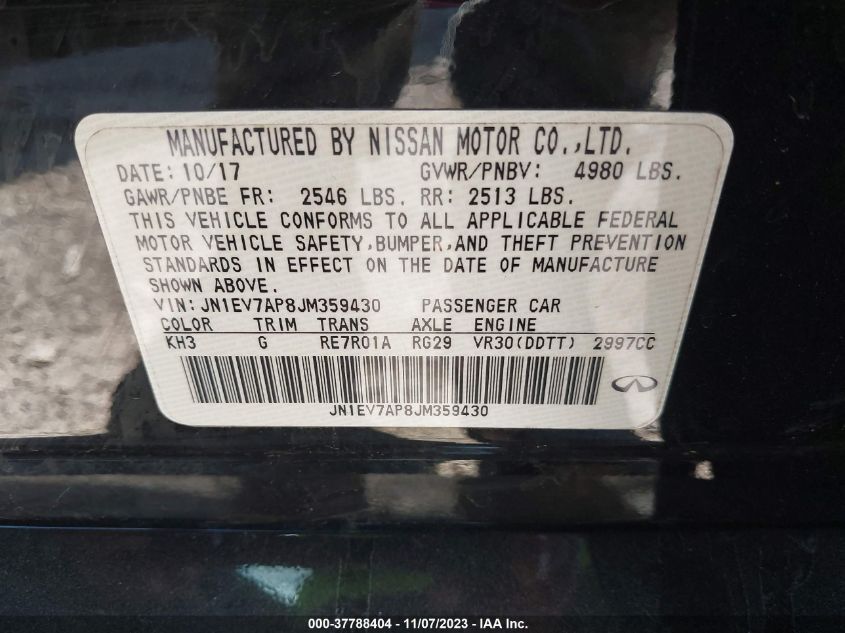 MANUFACTURED BY NISSAN MOTOR CO.,LTD.
DATE: 10/17 GVWR/PNBV: 4980 LBS.
GAWR/PNBE FR: 2546 LBS. RR: 2513 LBS.
THIS VEHICLE CONFORMS TO ALL APPLICABLE FEDERAL
MOTOR VEHICLE SAFETY,BUMPER,AND THEFT PREVENTION
STANDARDS IN EFFECT ON THE DATE OF MANUFACTURE
SHOWN ABOVE.
VIN:JN1EV7AP8JM359430 PASSENGER CAR
COLOR TRIM TRANS AXLE ENGINE
KH3 G RE7R01A RG29 VR30(DDTT) 2997CC
JN1EV7AP8JM359430
000-37788404 - 11/07/2023 - IAA Inc.